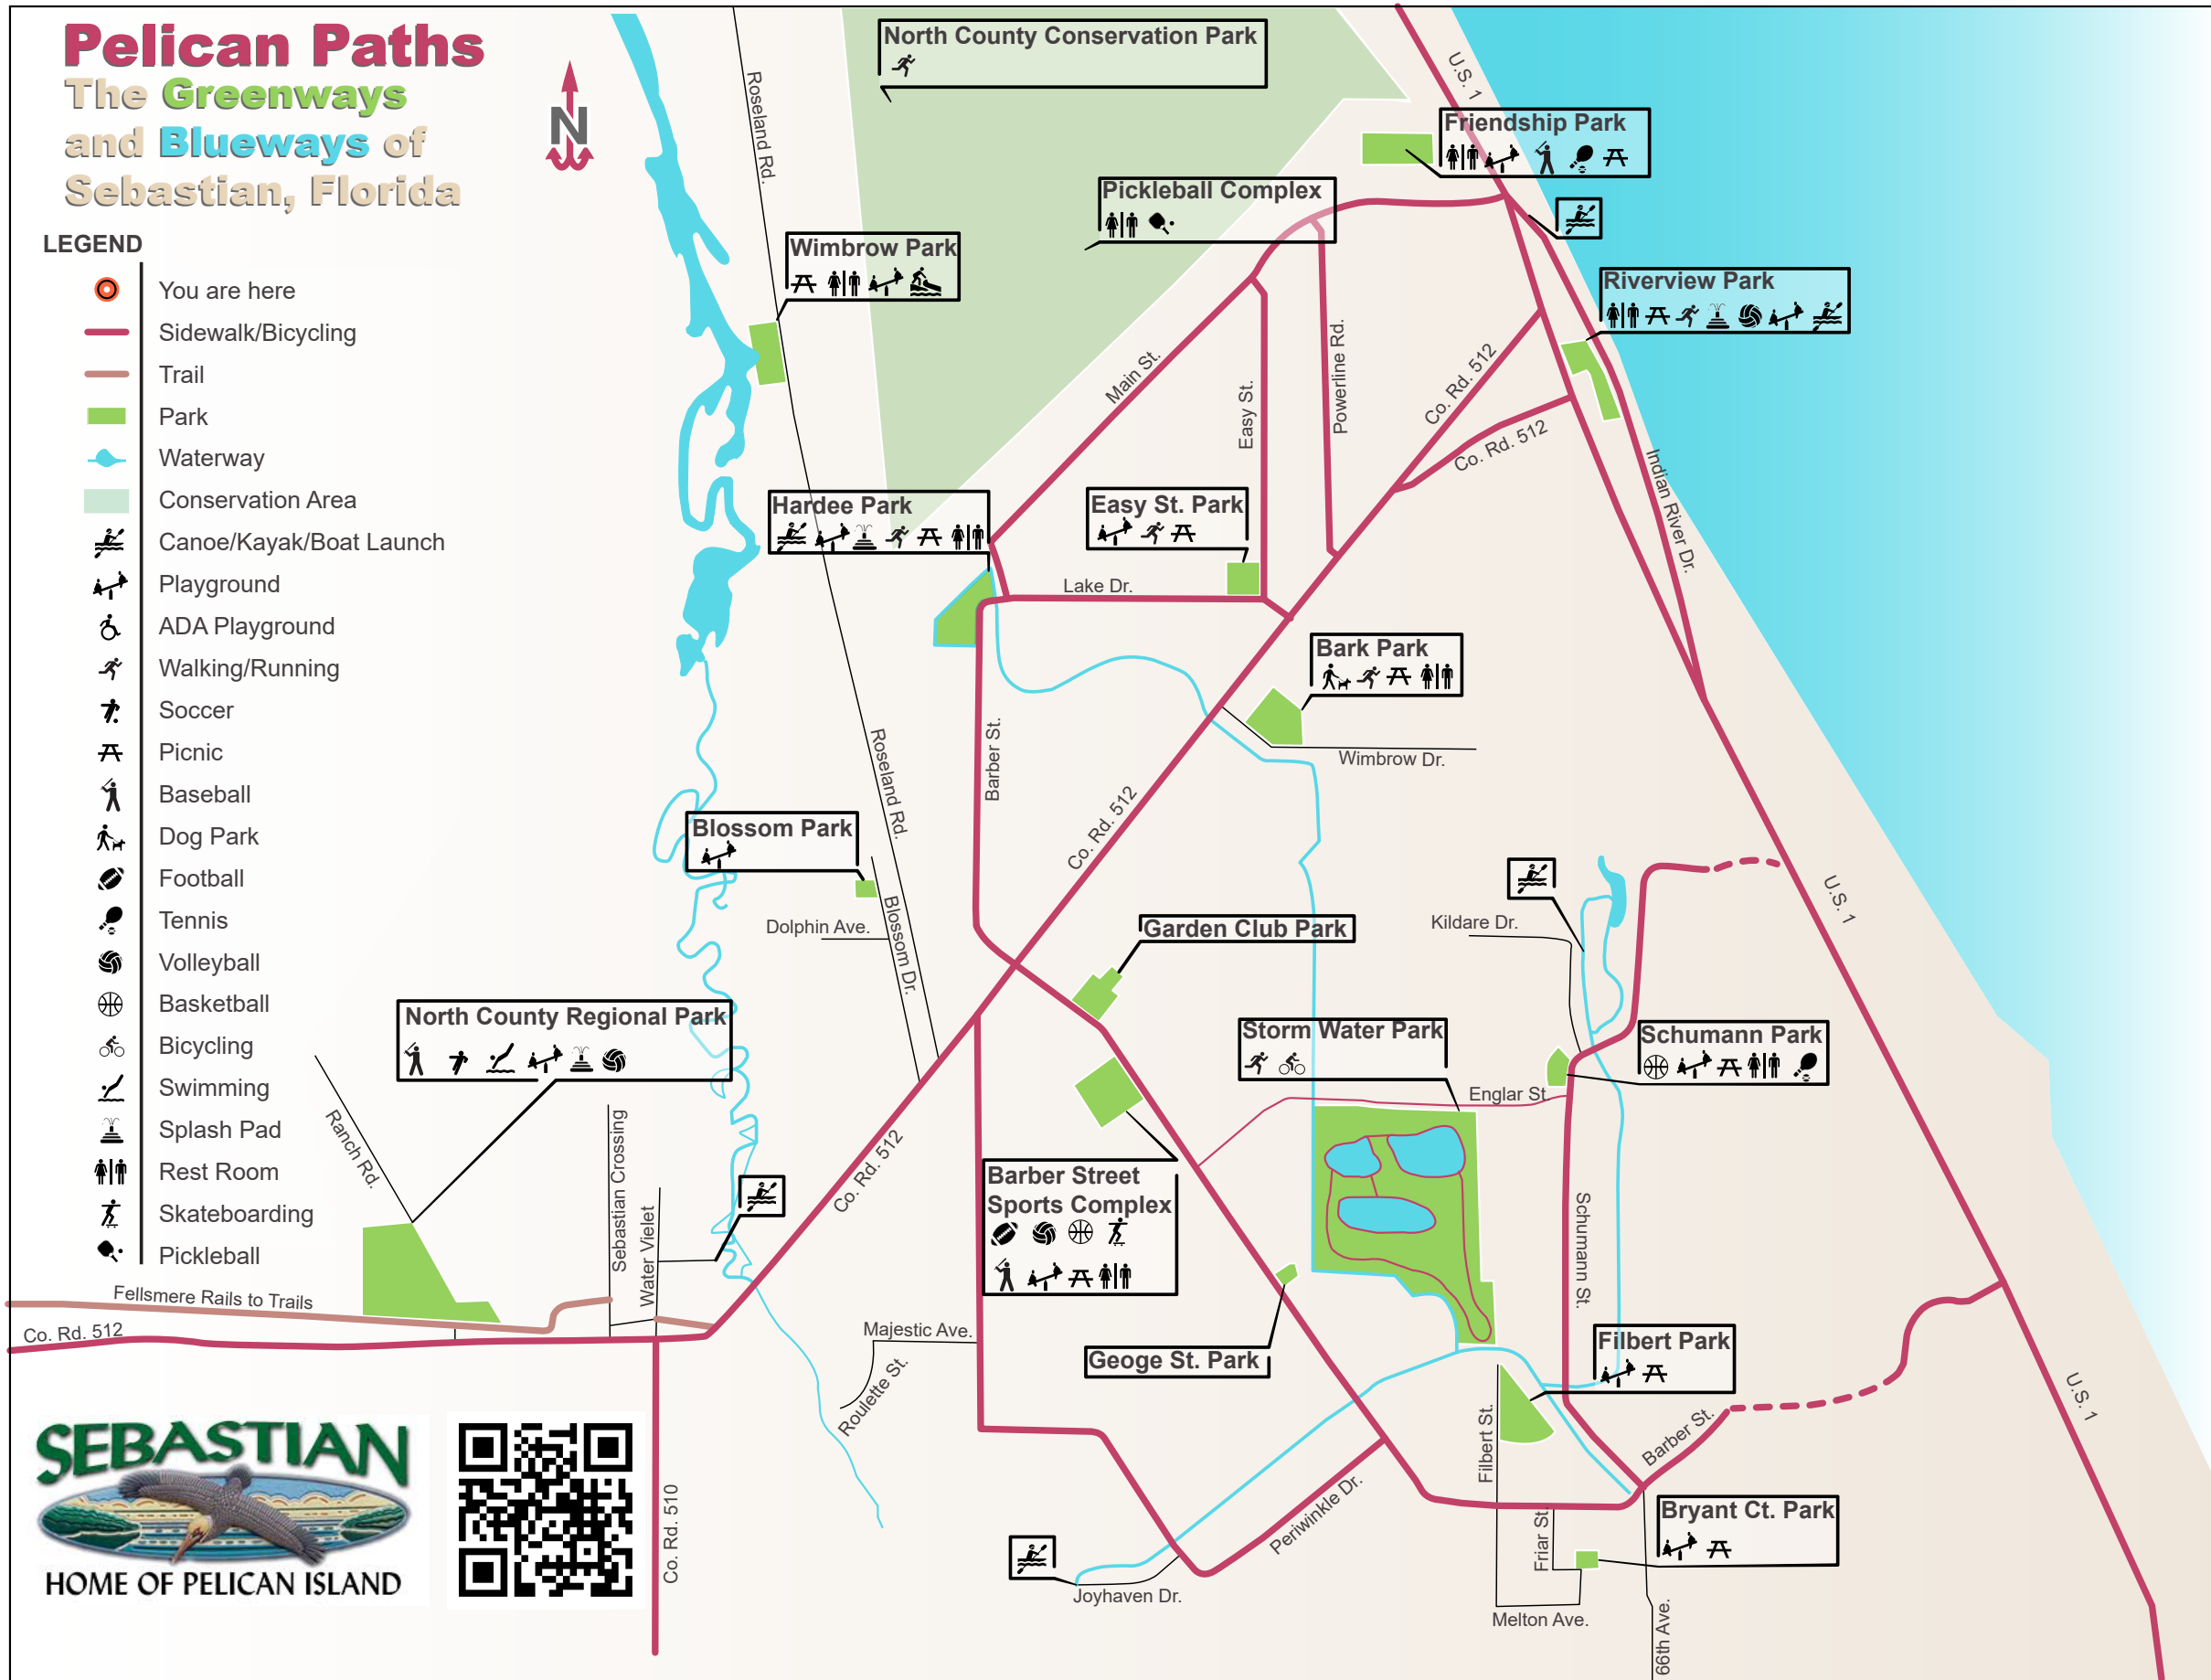 Pelican Paths
The Greenways
and Blueways of
Sebastian, Florida
N
LEGEND
You are here
Sidewalk/Bicycling
Trail
Park
Waterway
Conservation Area
Canoe/Kayak/Boat Launch
Playground
ADA Playground
Walking/Running
Soccer
Picnic
Baseball
Dog Park
Football
Tennis
Volleyball
Basketball
Bicycling
Swimming
Splash Pad
Rest Room
Skateboarding
Pickleball
North County Conservation Park
U.S. 1
Roseland Rd.
Friendship Park
Pickleball Complex
Wimbrow Park
Riverview Park
Main St.
Easy St.
Powerline Rd.
Co. Rd. 512
Co. Rd. 512
Indian River Dr.
Hardee Park
Easy St. Park
Lake Dr.
Bark Park
Wimbrow Dr.
Barber St.
Roseland Rd.
Co. Rd. 512
Blossom Park
Dolphin Ave.
Blossom Dr.
Garden Club Park
Kildare Dr.
U.S. 1
North County Regional Park
Storm Water Park
Schumann Park
Englar St.
Ranch Rd.
Sebastian Crossing
Water Vielet
Co. Rd. 512
Barber Street
Sports Complex
Schumann St.
Fellsmere Rails to Trails
Co. Rd. 512
Majestic Ave.
Roulette St.
Geoge St. Park
Filbert Park
Filbert St.
Barber St.
U.S. 1
SEBASTIAN
HOME OF PELICAN ISLAND
Co. Rd. 510
Periwinkle Dr.
Joyhaven Dr.
Friar St.
Bryant Ct. Park
Melton Ave.
66th Ave.